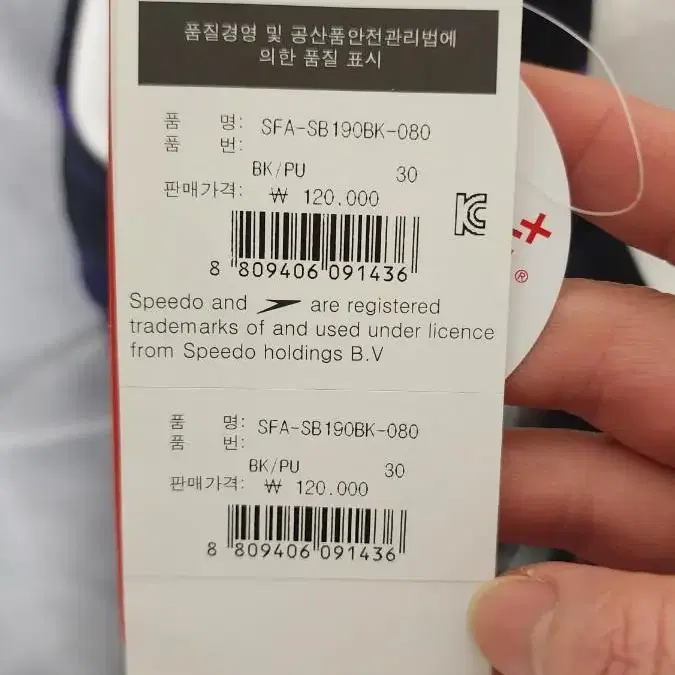 품질경영 및 공산품안전관리법에
의한 품질 표시
품 명: SFA-SB190BK-080
품 번:
BK/PU 30
판매가격: ₩ 120.000
8 809406 091436
Speedo and are registered
trademarks of and used under licence
from Speedo holdings B.V
품 명: SFA-SB190BK-080
품 번:
BK/PU 30
판매가격: ₩ 120.000
8 809406 091436